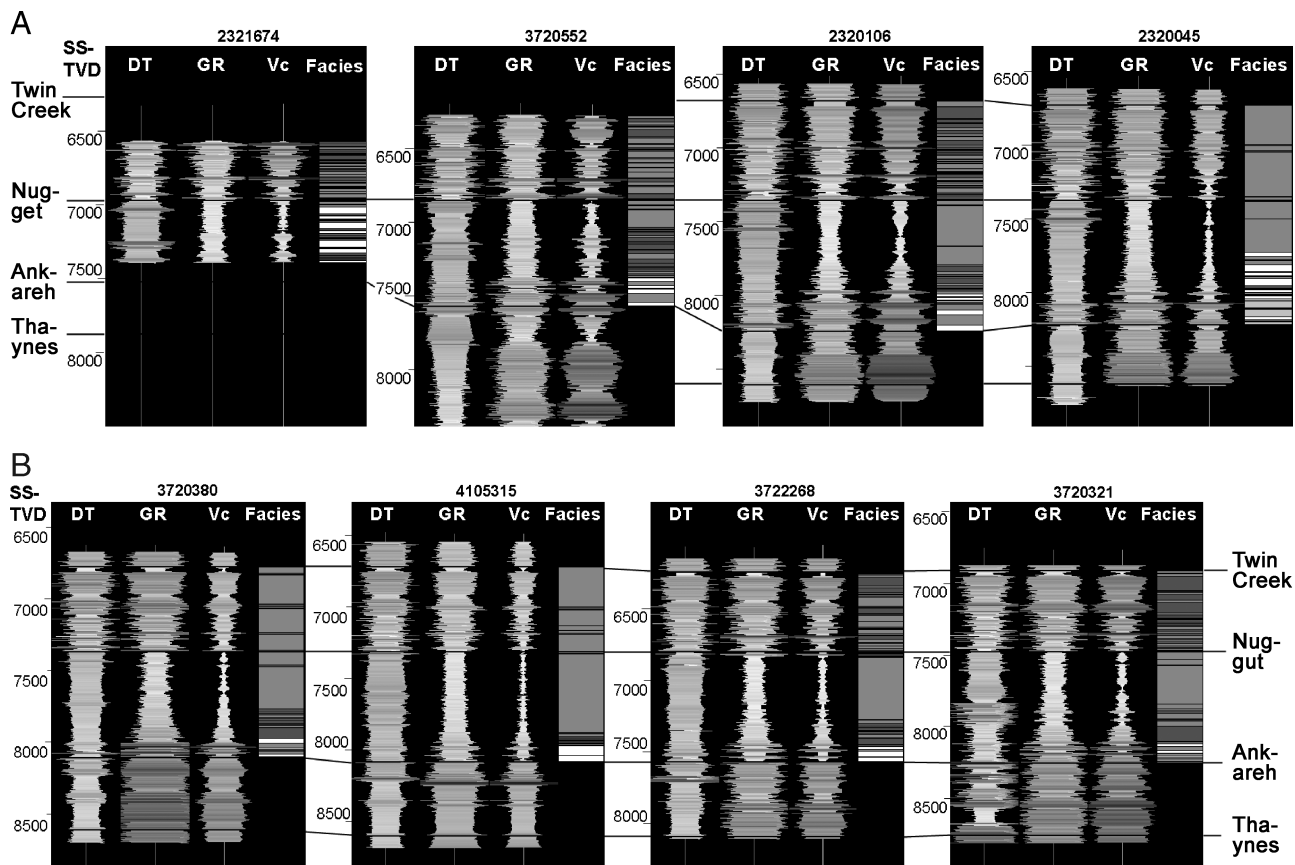 A
SS-
TVD
2321674
DT GR Vc Facies
Twin
Creek
6500
Nug-
get
7000
Ank-
areh
7500
Tha-
ynes
8000
3720552
DT GR Vc Facies
6500
7000
7500
8000
2320106
DT GR Vc Facies
6500
7000
7500
8000
2320045
DT GR Vc Facies
6500
7000
7500
8000
B
SS-
TVD
3720380
DT GR Vc Facies
6500
7000
7500
8000
8500
4105315
DT GR Vc Facies
6500
7000
7500
8000
8500
3722268
DT GR Vc Facies
6500
7000
7500
8000
3720321
DT GR Vc Facies
6500
7000
7500
8000
8500
Twin
Creek
Nug-
gut
Ank-
areh
Tha-
ynes